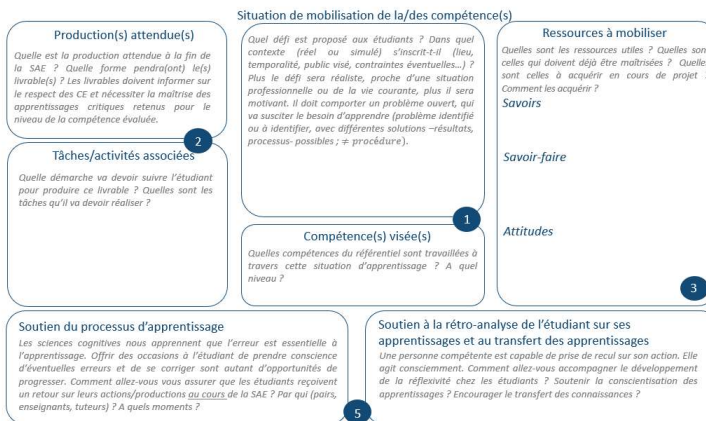 Situation de mobilisation de la/des compétence(s)
Production(s) attendue(s)
Quelle est la production attendue à la fin de
la SAE ? Quelle forme pendra(ont) le(s)
livrable(s) ? Les livrables doivent informer sur
le respect des CE et nécessiter la maîtrise des
apprentissages critiques retenus pour le
niveau de la compétence évaluée.
2
Tâches/activités associées
Quelle démarche va devoir suivre l'étudiant
pour produire ce livrable ? Quelles sont les
tâches qu'il va devoir réaliser ?
Quel défi est proposé aux étudiants ? Dans quel
contexte (réel ou simulé) s'inscrit-t-il (lieu,
temporalité, public visé, contraintes éventuelles…) ?
Plus le défi sera réaliste, proche d'une situation
professionnelle ou de la vie courante, plus il sera
motivant. Il doit comporter un problème ouvert, qui
va susciter le besoin d'apprendre (problème identifié
ou à identifier, avec différentes solutions –résultats,
processus- possibles ; ≠ procédure).
1
Compétence(s) visée(s)
Quelles compétences du référentiel sont travaillées à
travers cette situation d'apprentissage ? A quel
niveau ?
Ressources à mobiliser
Quelles sont les ressources utiles ? Quelles son
celles qui doivent déjà être maîtrisées ? Quelle
sont celles à acquérir en cours de projet ?
Comment les acquérir ?
Savoirs
Savoir-faire
Attitudes
3
Soutien du processus d'apprentissage
Les sciences cognitives nous apprennent que l'erreur est essentielle à
l'apprentissage. Offrir des occasions à l'étudiant de prendre conscience
d'éventuelles erreurs et de se corriger sont autant d'opportunités de
progresser. Comment allez-vous vous assurer que les étudiants reçoivent
un retour sur leurs actions/productions au cours de la SAE ? Par qui (pairs,
enseignants, tuteurs) ? A quels moments ?
5
Soutien à la rétro-analyse de l'étudiant sur ses
apprentissages et au transfert des apprentissages
Une personne compétente est capable de prise de recul sur son action. Elle
agit consciemment. Comment allez-vous accompagner le développement
de la réflexivité chez les étudiants ? Soutenir la conscientisation des
apprentissages ? Encourager le transfert des connaissances ?